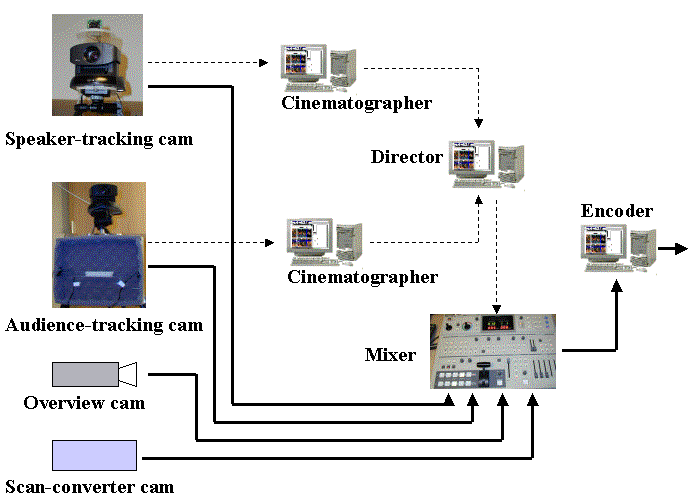 Cinematographer
Speaker-tracking cam
Director
Encoder
Cinematographer
Audience-tracking cam
Mixer
Overview cam
Scan-converter cam